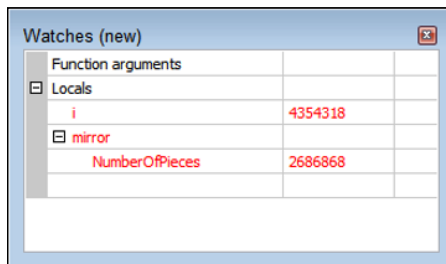 Watches (new)
Function arguments
Locals
i 4354318
mirror
NumberOfPieces 2686868